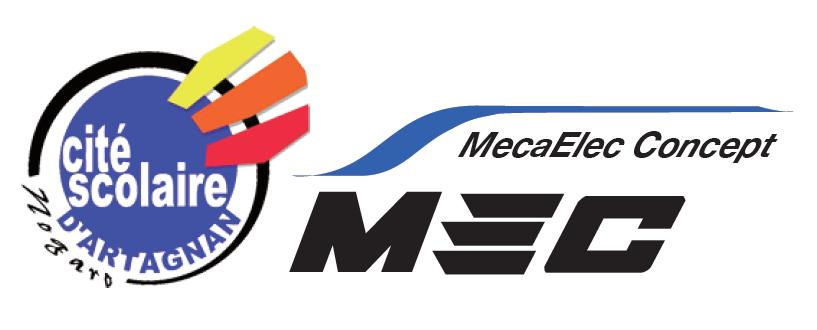 cité
scolaire
D'ARTAGNAN
Nogaro
MecaElec Concept
MEC